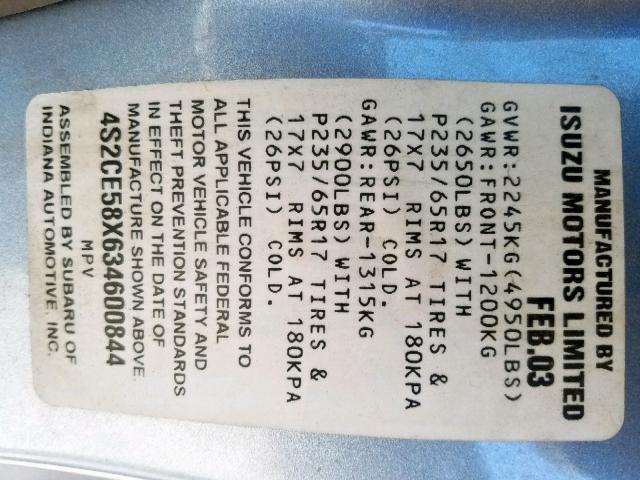 MANUFACTURED BY
ISUZU MOTORS LIMITED
FEB.03
GVWR:2245KG(4950LBS)
GAWR:FRONT-1200KG
(2650LBS) WITH
P235/65R17 TIRES &
17X7 RIMS AT 180KPA
(26PSI) COLD.
GAWR:REAR-1315KG
(2900LBS) WITH
P235/65R17 TIRES &
17X7 RIMS AT 180KPA
(26PSI) COLD.
THIS VEHICLE CONFORMS TO
ALL APPLICABLE FEDERAL
MOTOR VEHICLE SAFETY AND
THEFT PREVENTION STANDARDS
IN EFFECT ON THE DATE OF
MANUFACTURE SHOWN ABOVE.
4S2CE58X634600844
MPV
ASSEMBLED BY SUBARU OF
INDIANA AUTOMOTIVE, INC.